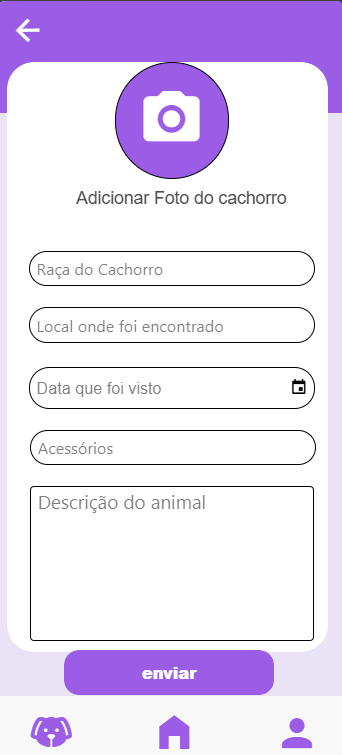 Adicionar Foto do cachorro
Raça do Cachorro
Local onde foi encontrado
Data que foi visto
Acessórios
Descrição do animal
enviar